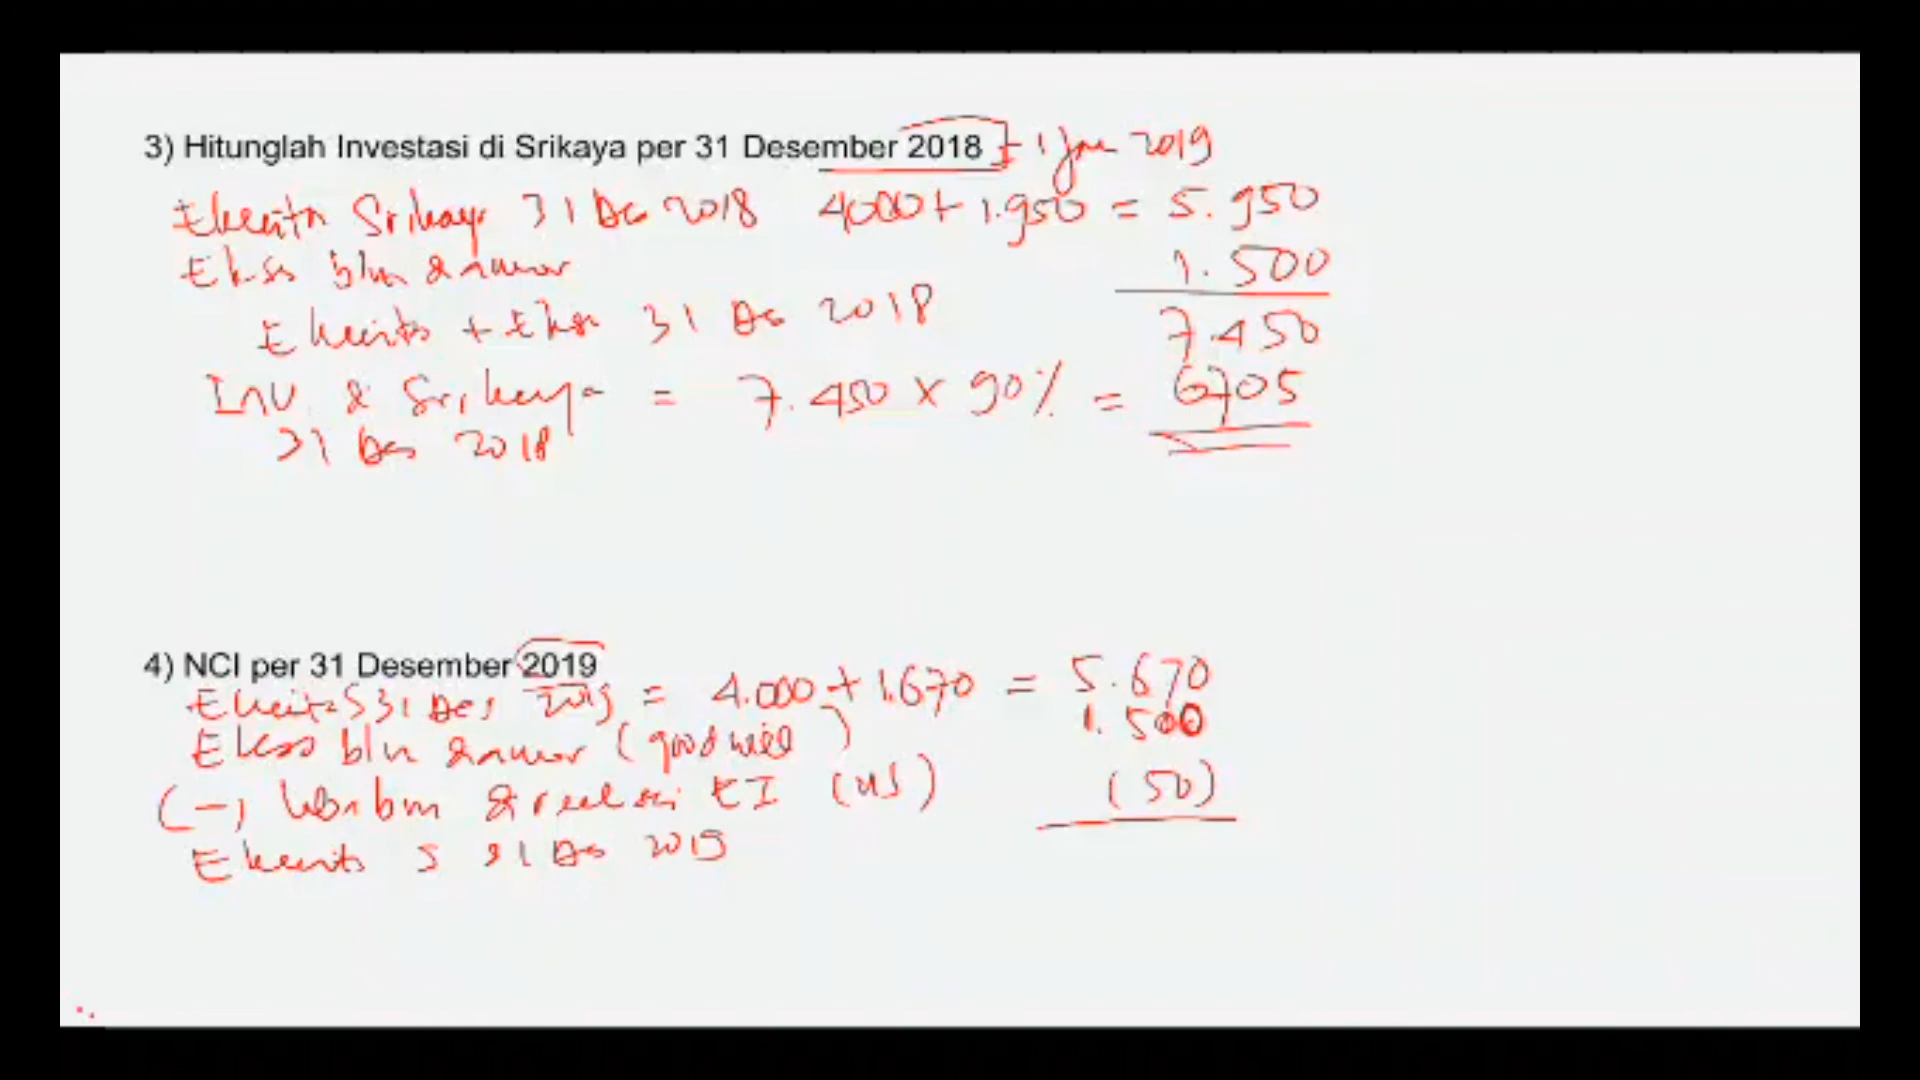 3) Hitunglah Investasi di Srikaya per 31 Desember 2018 = 1 Jan 2019
Ekuitas Srikaya 31 Des 2018 4000 + 1.950 = 5.950
Ekses blm diamor 1.500
Ekuitas + Ekses 31 Des 2018 7.450
Inv. di Srikaya = 7.450 x 90% = 6705
31 Des 2018
4) NCI per 31 Desember 2019
Ekuitas S 31 Des 2019 = 4.000 + 1.670 = 5.670
Ekses blm diamor (goodwill) 1.500
(-) laba blm direalisasi EI (US) (50)
Ekuitas S 31 Des 2019